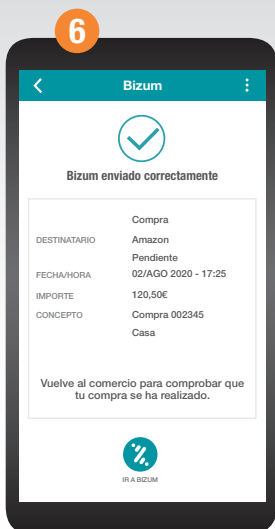 6
Bizum
Bizum enviado correctamente
Compra
DESTINATARIO Amazon
Pendiente
FECHA/HORA 02/AGO 2020 - 17:25
IMPORTE 120,50€
CONCEPTO Compra 002345
Casa
Vuelve al comercio para comprobar que
tu compra se ha realizado.
IR A BIZUM